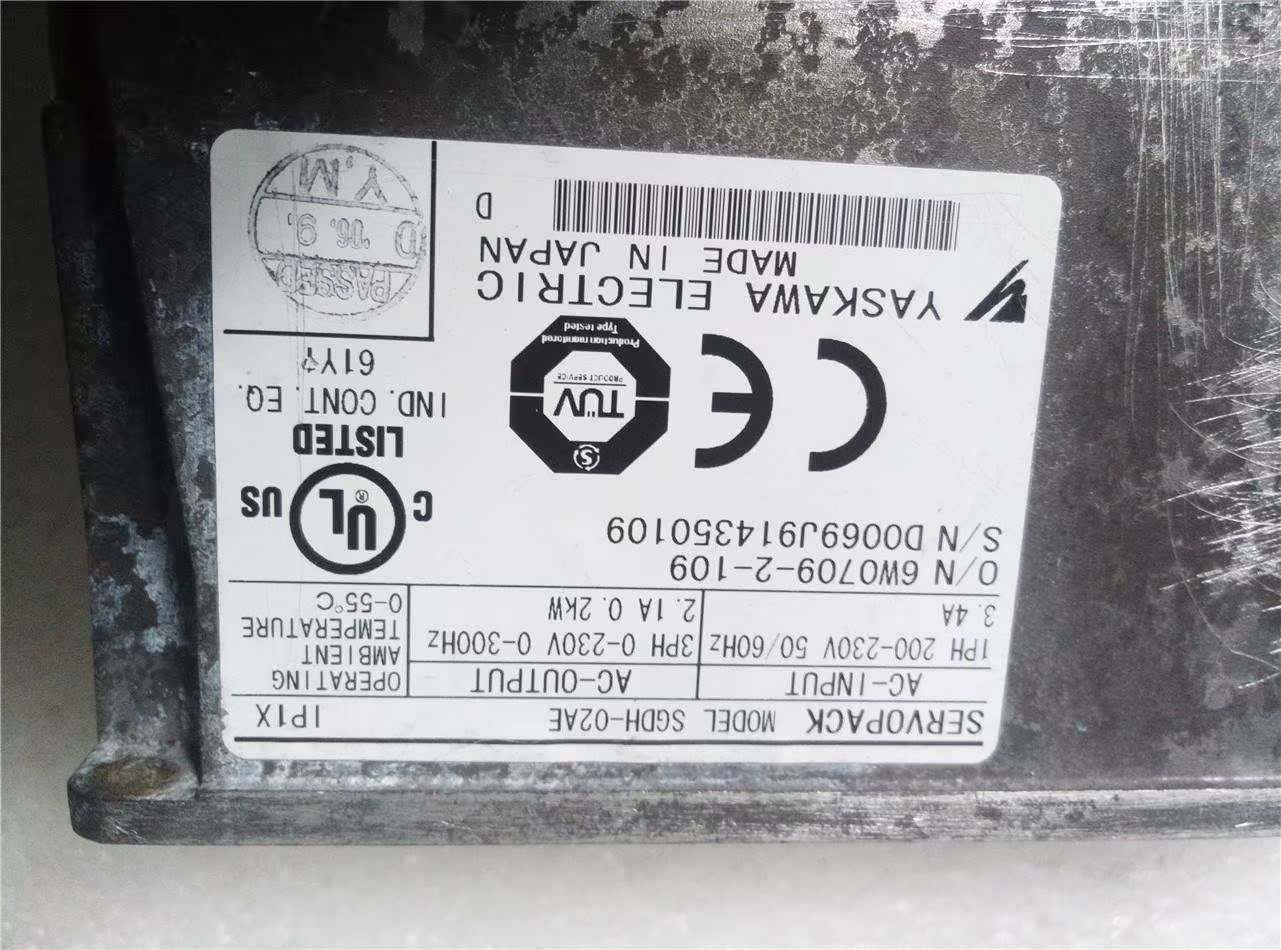 SERVOPACK MODEL SGDH-02AE IP1X
AC-INPUT AC-OUTPUT OPERATING AMBIENT TEMPERATURE
1PH 200-230V 50/60Hz 3PH 0-230V 0-300Hz
3.4A 2.1A 0.2kW 0-55°C
O/N 6W0709-2-109
S/N D0069J914350109
C UL ® US
LISTED
IND. CONT. EQ.
61Y
CE
S
TÜV
PRODUCT SERVICE
Production monitored
Type tested
YASKAWA ELECTRIC
MADE IN JAPAN
D
PASSED
D '06.9.
Y.M